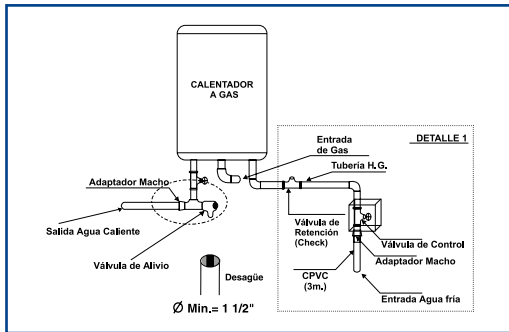 CALENTADOR
A GAS
Entrada
de Gas
DETALLE 1
Tubería H.G.
Adaptador Macho
Salida Agua Caliente
Válvula de Alivio
Válvula de
Retención
(Check)
Válvula de Control
Adaptador Macho
CPVC
(3m.)
Entrada Agua fría
Desagüe
Ø Min.= 1 1/2"